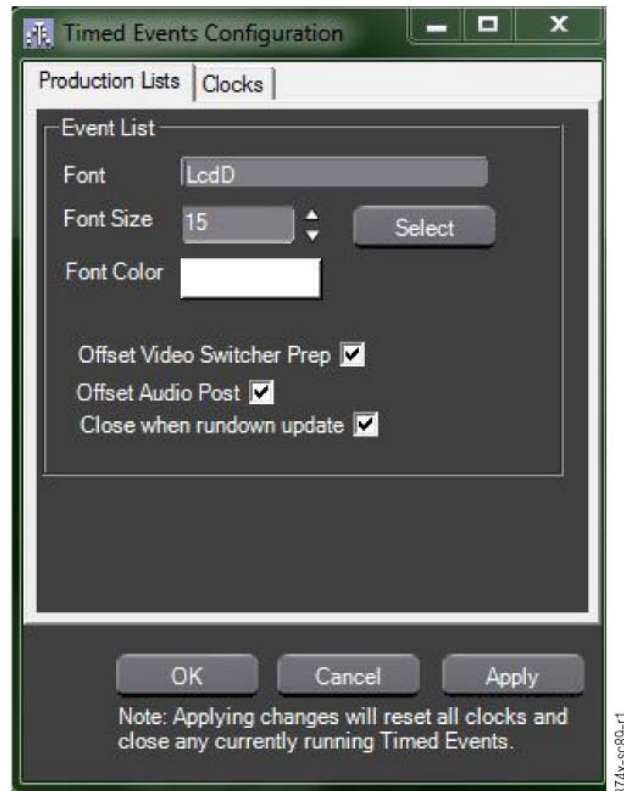 Timed Events Configuration
Production Lists
Clocks
Event List
Font
LcdD
Font Size
15
Select
Font Color
Offset Video Switcher Prep
Offset Audio Post
Close when rundown update
OK
Cancel
Apply
Note: Applying changes will reset all clocks and
close any currently running Timed Events.